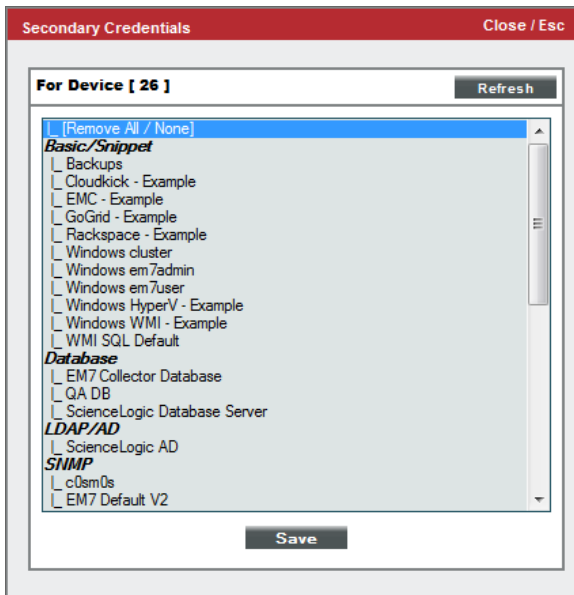 Secondary Credentials Close / Esc
For Device [ 26 ] Refresh
|_ [Remove All / None]
Basic/Snippet
|_ Backups
|_ Cloudkick - Example
|_ EMC - Example
|_ GoGrid - Example
|_ Rackspace - Example
|_ Windows cluster
|_ Windows em7admin
|_ Windows em7user
|_ Windows HyperV - Example
|_ Windows WMI - Example
|_ WMI SQL Default
Database
|_ EM7 Collector Database
|_ QA DB
|_ ScienceLogic Database Server
LDAP/AD
|_ ScienceLogic AD
SNMP
|_ c0sm0s
|_ EM7 Default V2
Save